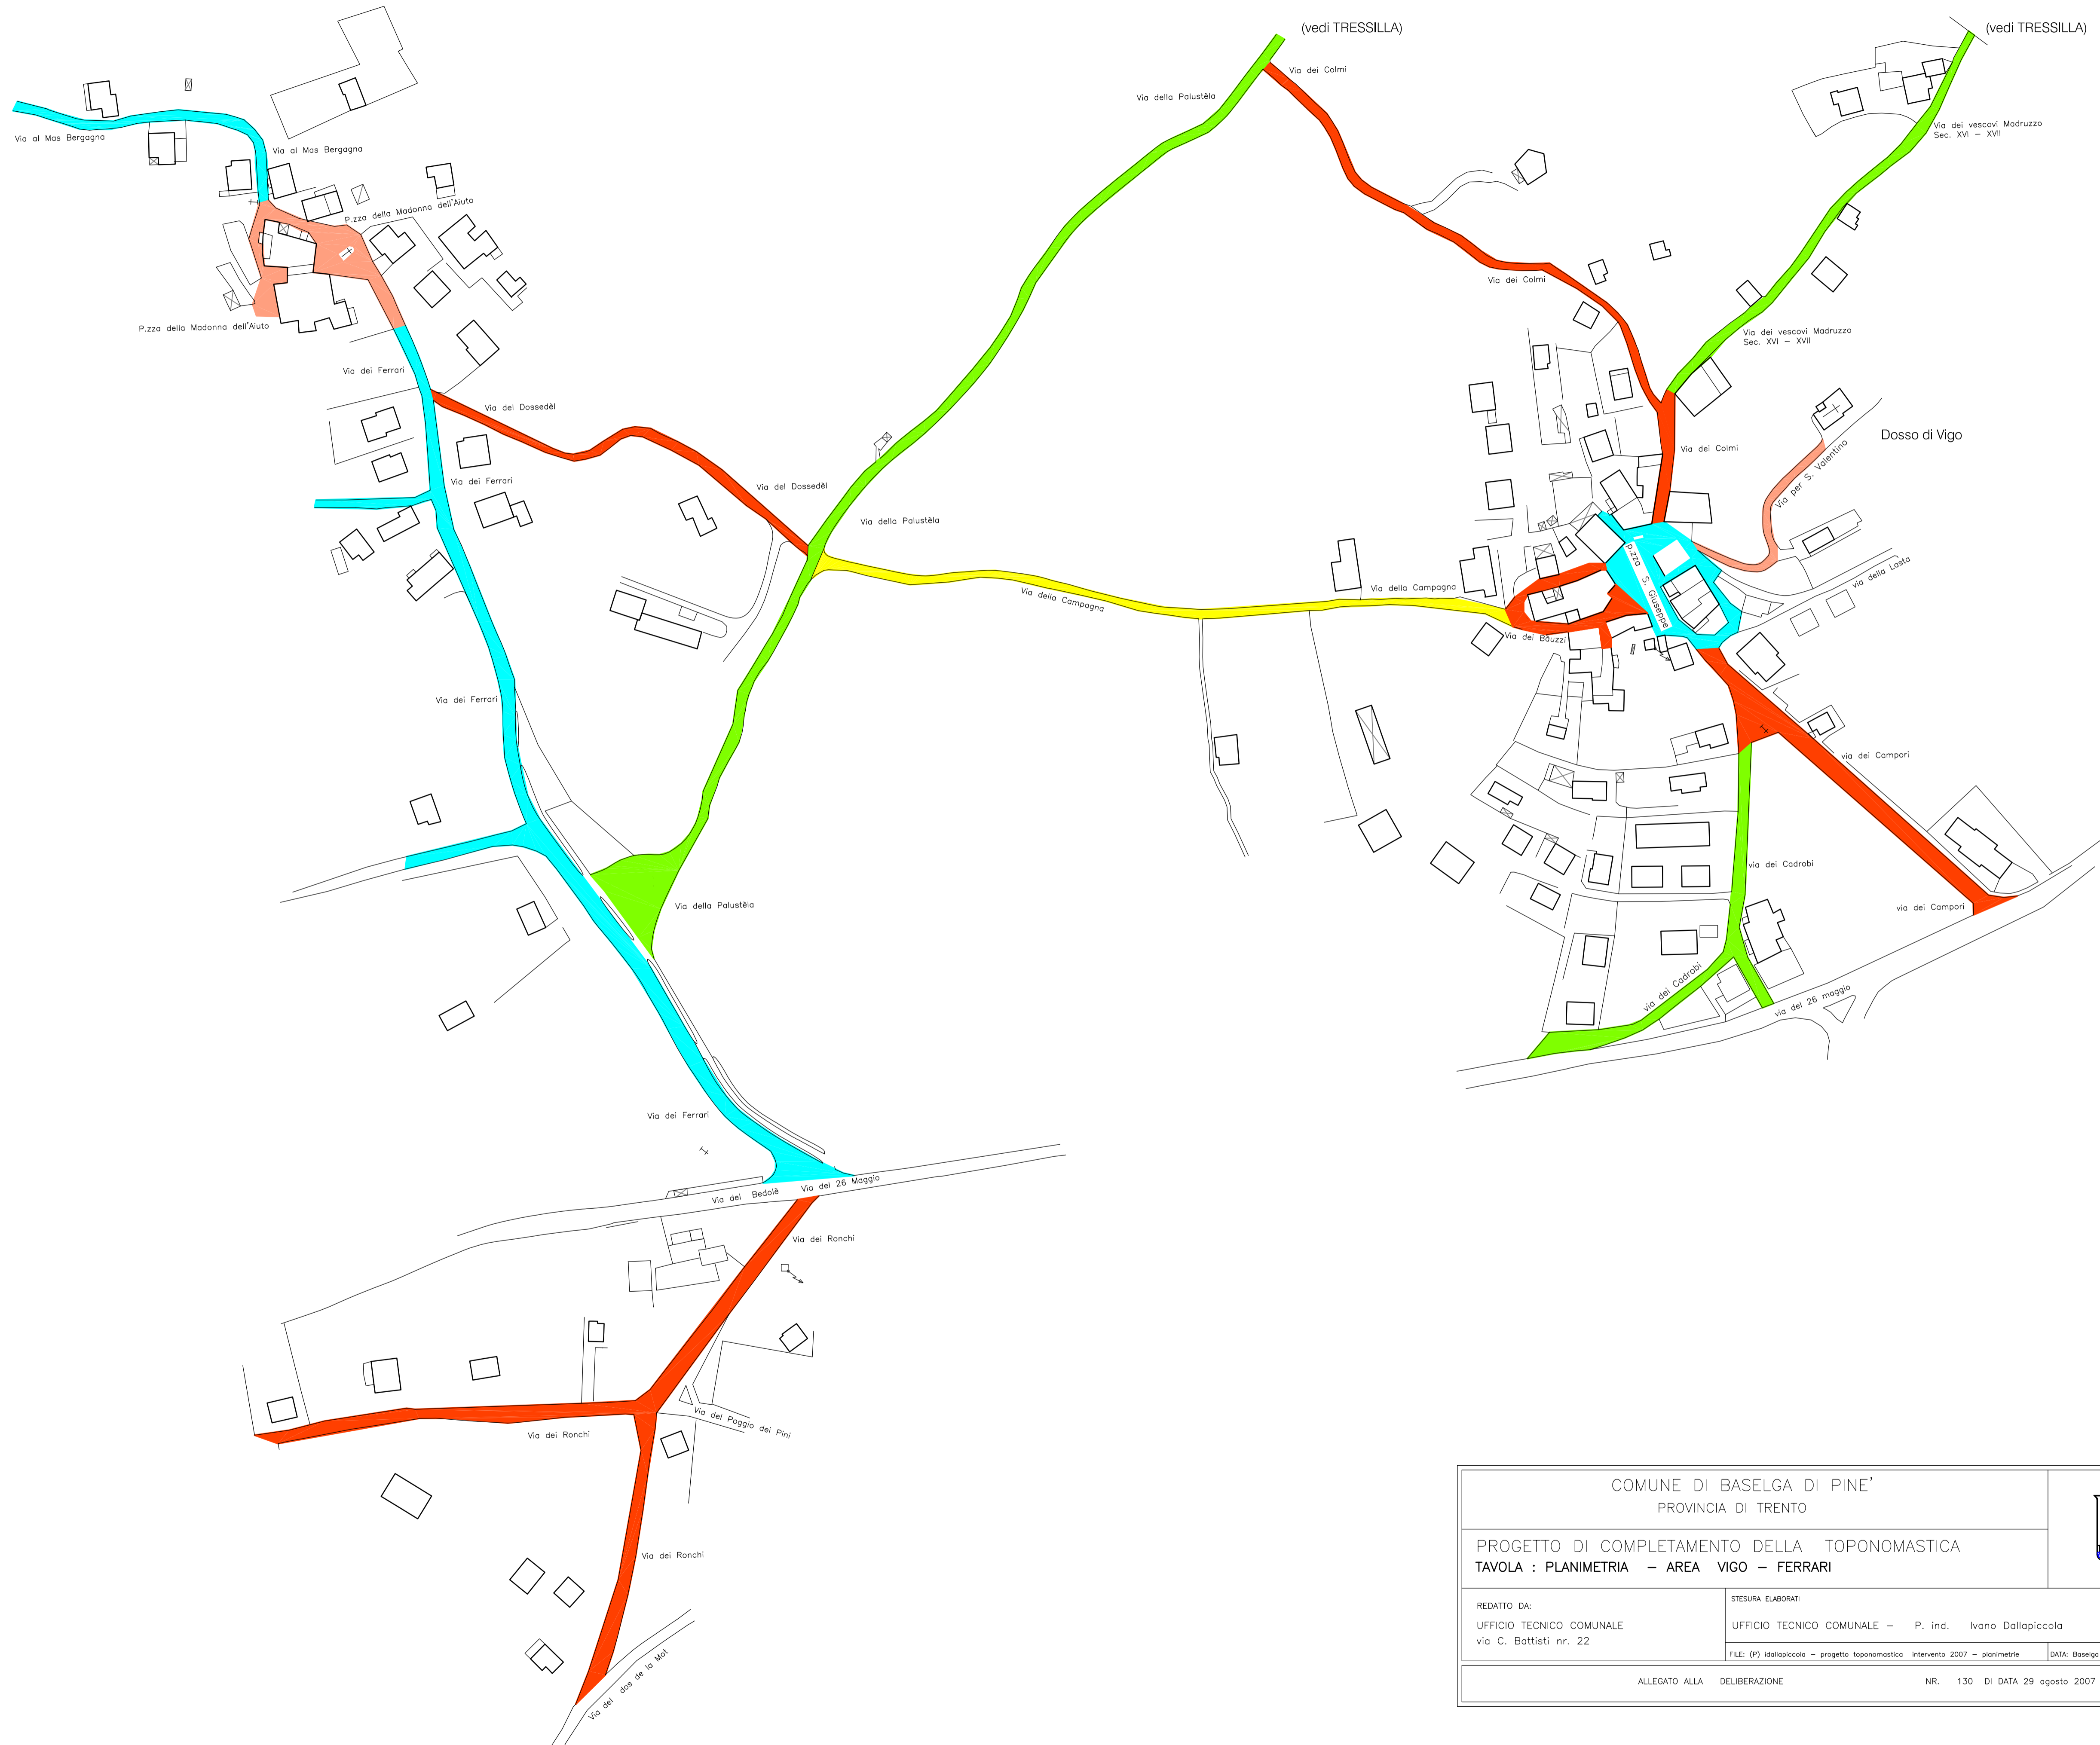 (vedi TRESSILLA)
(vedi TRESSILLA)
Via dei Colmi
Via della Palustèla
Via al Mas Bergagna
Via al Mas Bergagna
Via dei vescovi Madruzzo
Sec. XVI – XVII
P.zza della Madonna dell'Aiuto
Via dei Colmi
P.zza della Madonna dell'Aiuto
Via dei vescovi Madruzzo
Sec. XVI – XVII
Via dei Ferrari
Via del Dossedèl
Dosso di Vigo
Via dei Colmi
Via per S. Valentino
Via dei Ferrari
Via del Dossedèl
Via della Palustèla
P.zza S. Giuseppe
via della Lasta
Via della Campagna
Via della Campagna
Via dei Bauzzi
Via dei Ferrari
via dei Campori
via dei Cadrobi
Via della Palustèla
via dei Campori
via dei Cadrobi
via del 26 maggio
Via dei Ferrari
Via del Bedolè
Via del 26 Maggio
Via dei Ronchi
Via del Poggio dei Pini
Via dei Ronchi
Via dei Ronchi
Via del dos de la Mot
COMUNE DI BASELGA DI PINE'
PROVINCIA DI TRENTO
PROGETTO DI COMPLETAMENTO DELLA TOPONOMASTICA
TAVOLA : PLANIMETRIA – AREA VIGO – FERRARI
REDATTO DA:
UFFICIO TECNICO COMUNALE
via C. Battisti nr. 22
STESURA ELABORATI
UFFICIO TECNICO COMUNALE – P. ind. Ivano Dallapiccola
FILE: (P) idallapiccola – progetto toponomastica intervento 2007 – planimetrie
DATA: Baselga
ALLEGATO ALLA DELIBERAZIONE NR. 130 DI DATA 29 agosto 2007